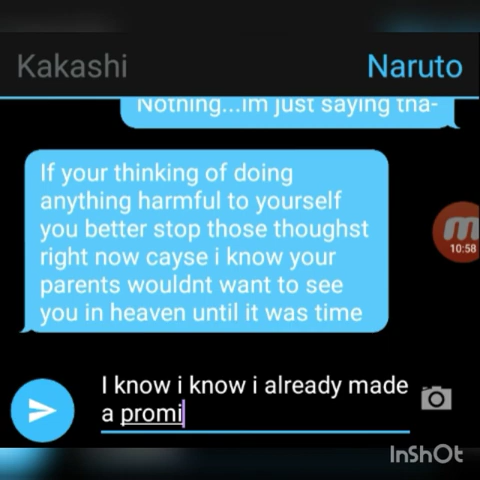 Kakashi
Naruto
Nothing...im just saying tha-
If your thinking of doing
anything harmful to yourself
you better stop those thoughst
right now cayse i know your
parents wouldnt want to see
you in heaven until it was time
10:58
I know i know i already made
a promi
InShOt